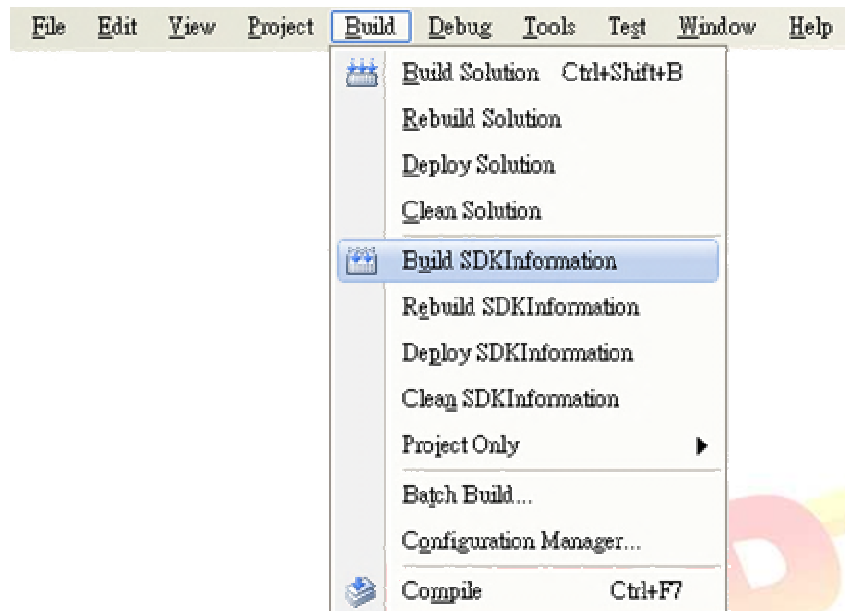 File Edit View Project Build Debug Tools Test Window Help
Build Solution Ctrl+Shift+B
Rebuild Solution
Deploy Solution
Clean Solution
Build SDKInformation
Rebuild SDKInformation
Deploy SDKInformation
Clean SDKInformation
Project Only
Batch Build...
Configuration Manager...
Compile Ctrl+F7